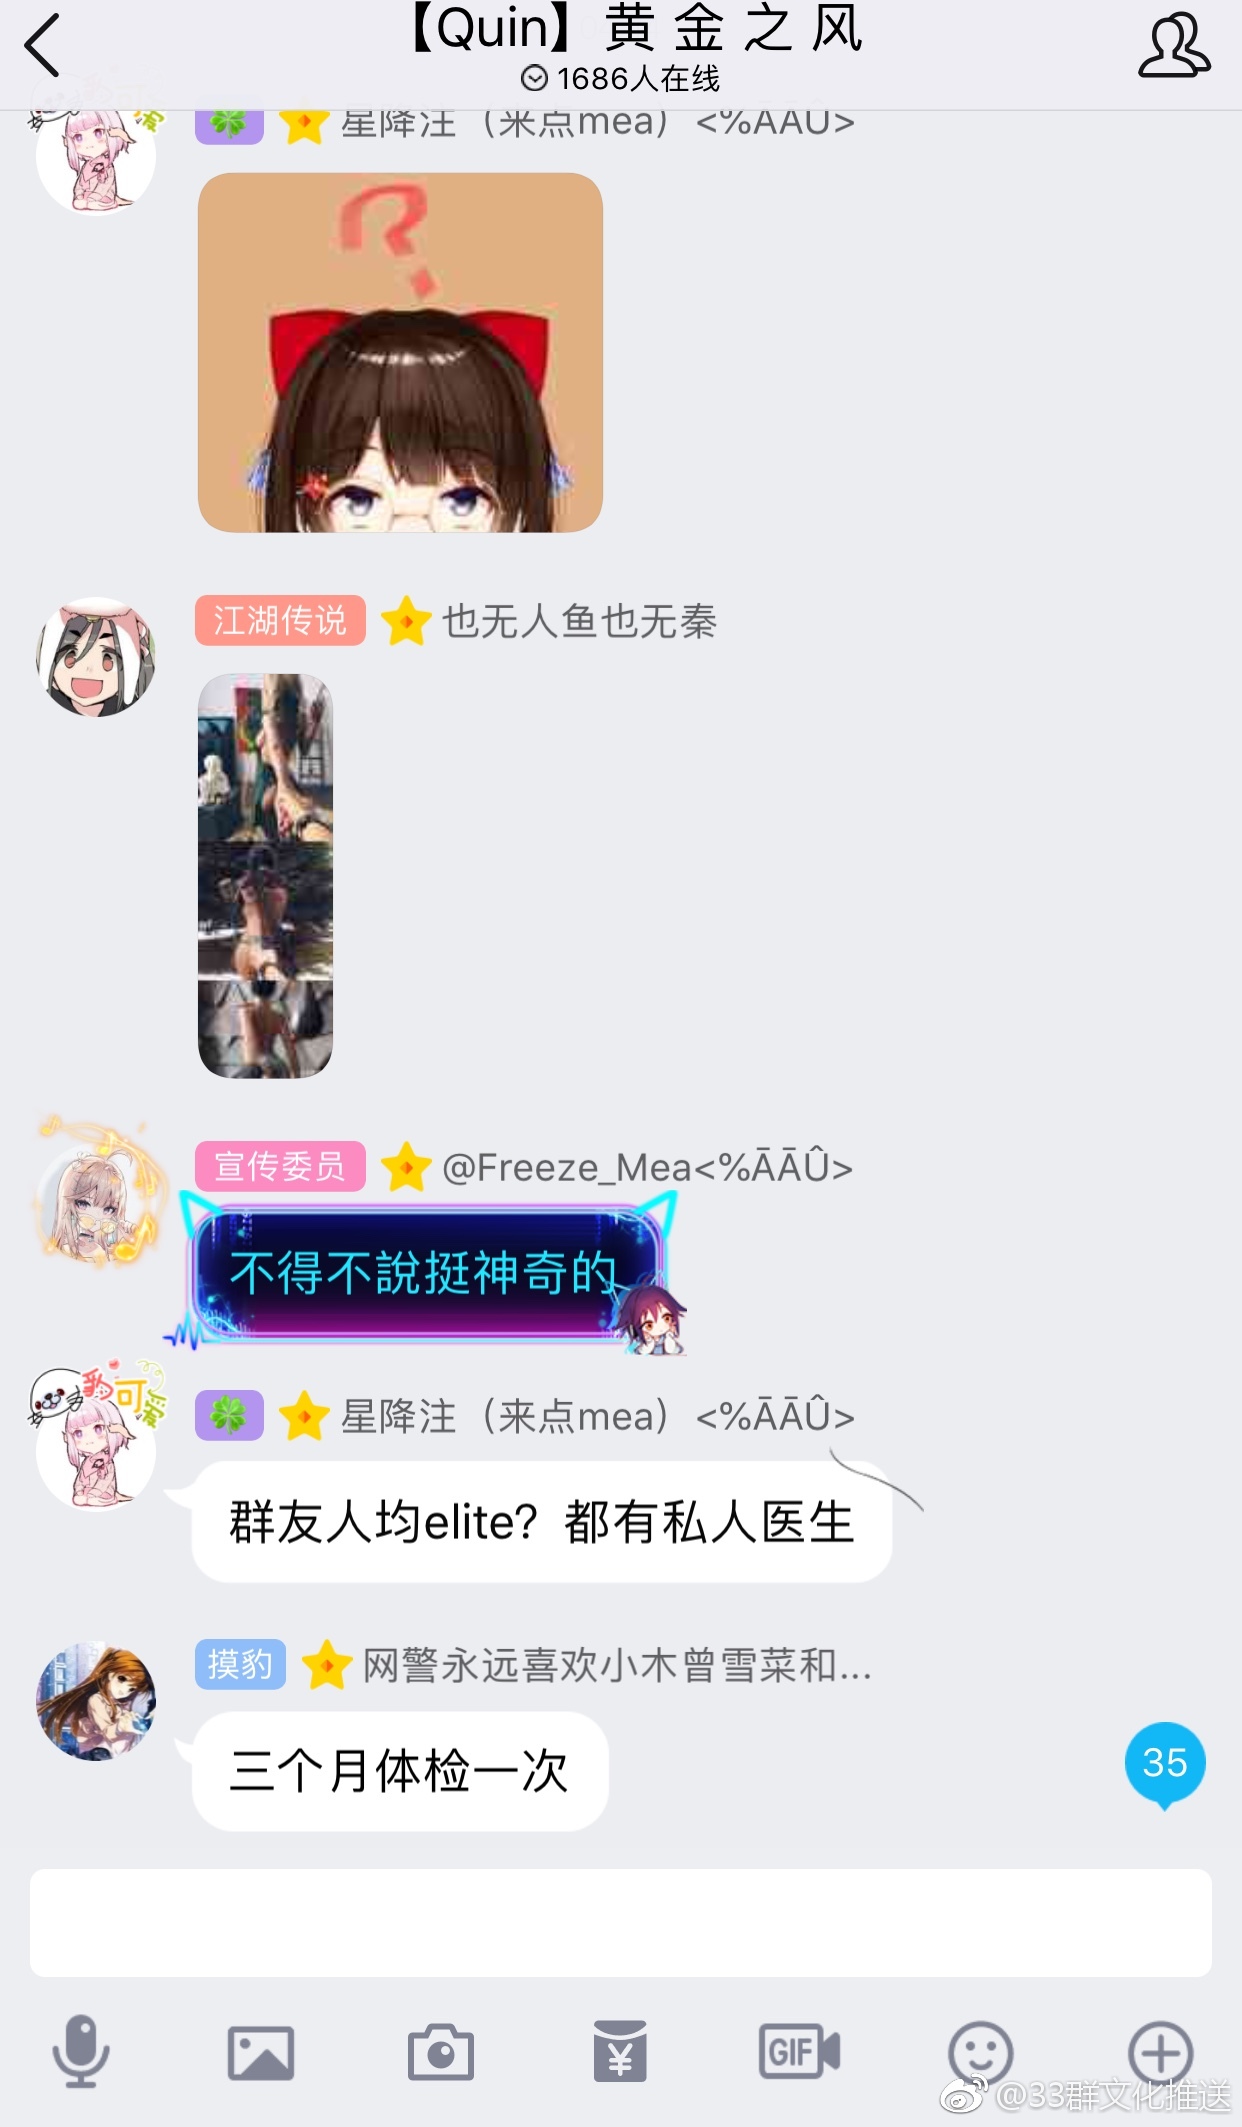 【Quin】黄金之风
1686人在线
星降注（来点mea）<%ĀĀÛ>
?
江湖传说
也无人鱼也无秦
宣传委员
@Freeze_Mea<%ĀĀÛ>
不得不說挺神奇的
豹可爱
星降注（来点mea）<%ĀĀÛ>
群友人均elite？都有私人医生
摸豹
网警永远喜欢小木曾雪菜和...
三个月体检一次
35
GIF
@33群文化推送